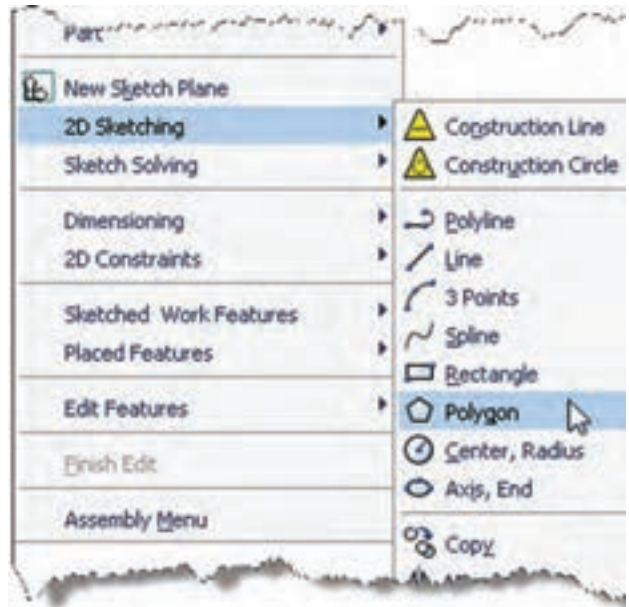 Part
New Sketch Plane
2D Sketching
Sketch Solving
Dimensioning
2D Constraints
Sketched Work Features
Placed Features
Edit Features
Finish Edit
Assembly Menu
Construction Line
Construction Circle
Polyline
Line
3 Points
Spline
Rectangle
Polygon
Center, Radius
Axis, End
Copy